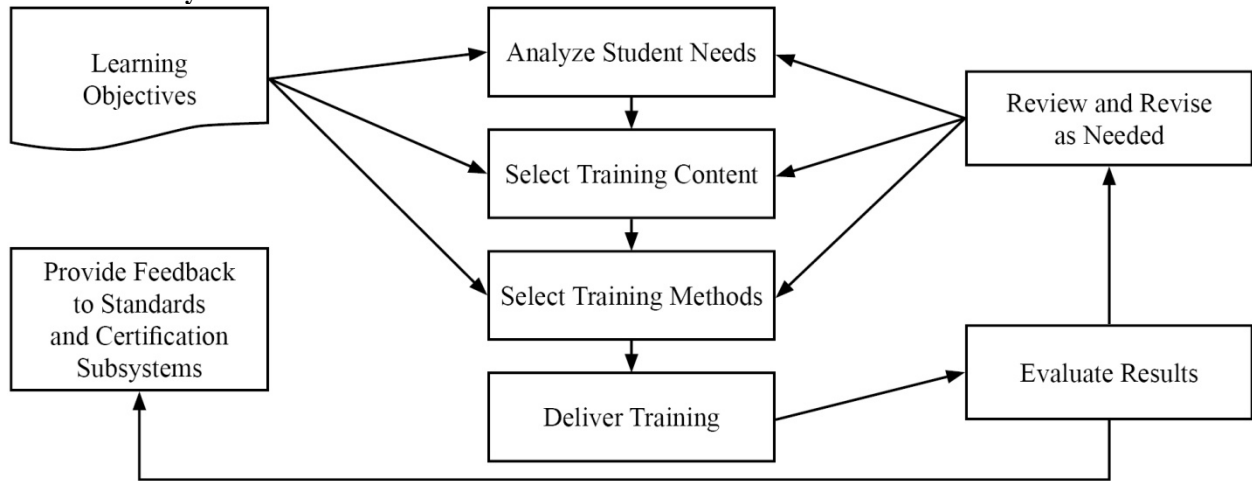 Learning
Objectives
Analyze Student Needs
Review and Revise
as Needed
Select Training Content
Select Training Methods
Provide Feedback
to Standards
and Certification
Subsystems
Deliver Training
Evaluate Results